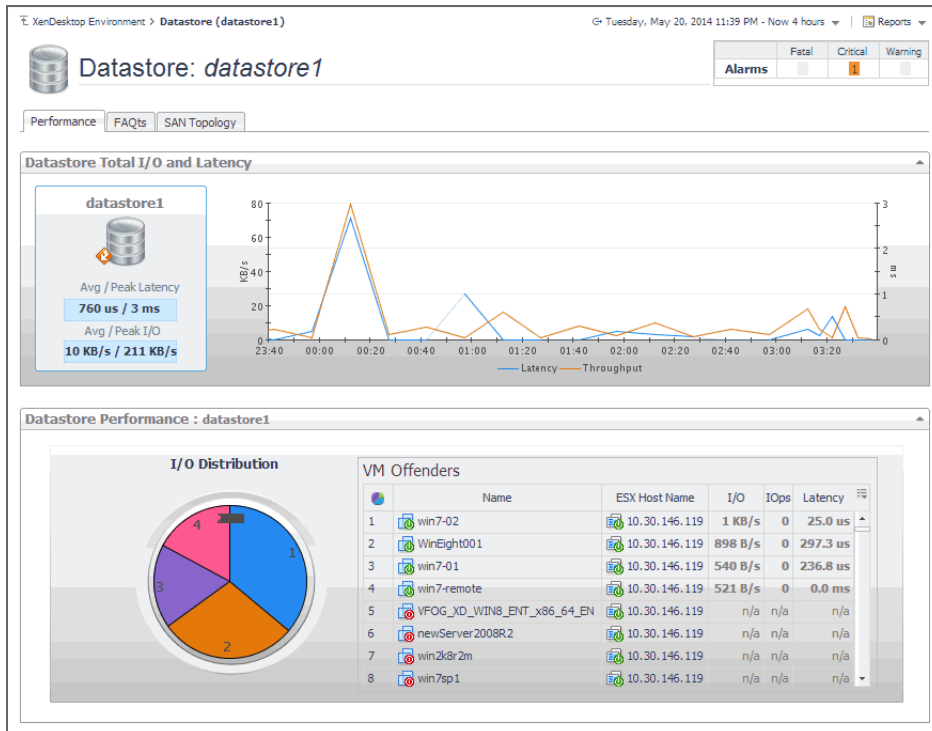 XenDesktop Environment > Datastore (datastore1)
Tuesday, May 20, 2014 11:39 PM - Now 4 hours
Reports
Datastore: datastore1
Fatal Critical Warning
Alarms 1
Performance FAQts SAN Topology
Datastore Total I/O and Latency
datastore1
Avg / Peak Latency
760 us / 3 ms
Avg / Peak I/O
10 KB/s / 211 KB/s
80
60
40
20
0
KB/s
3
2
1
0
ms
23:40 00:00 00:20 00:40 01:00 01:20 01:40 02:00 02:20 02:40 03:00 03:20
Latency Throughput
Datastore Performance : datastore1
I/O Distribution
4
1
3
2
VM Offenders
Name ESX Host Name I/O IOps Latency
1 win7-02 10.30.146.119 1 KB/s 0 25.0 us
2 WinEight001 10.30.146.119 898 B/s 0 297.3 us
3 win7-01 10.30.146.119 540 B/s 0 236.8 us
4 win7-remote 10.30.146.119 521 B/s 0 0.0 ms
5 VFOG_XD_WIN8_ENT_x86_64_EN 10.30.146.119 n/a n/a n/a
6 newServer2008R2 10.30.146.119 n/a n/a n/a
7 win2k8r2m 10.30.146.119 n/a n/a n/a
8 win7sp1 10.30.146.119 n/a n/a n/a